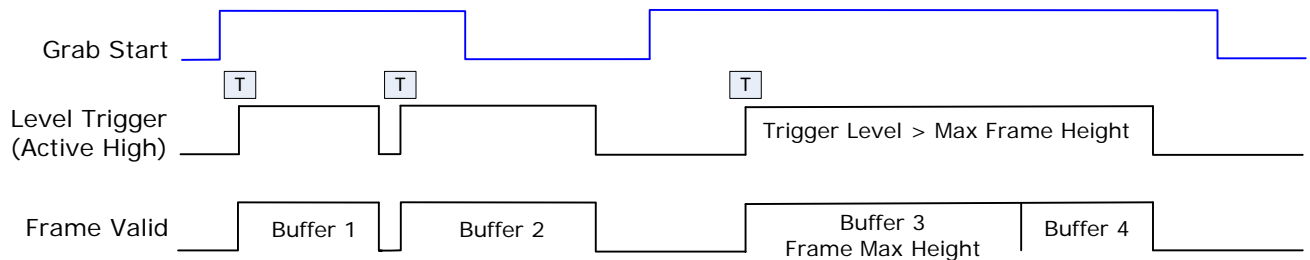 Grab Start
T T T
Level Trigger
(Active High)
Trigger Level > Max Frame Height
Frame Valid
Buffer 1
Buffer 2
Buffer 3
Frame Max Height
Buffer 4